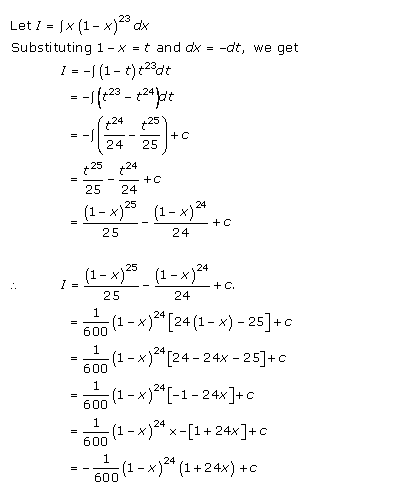 Let I = ∫ x (1 – x)^23 dx
Substituting 1 – x = t and dx = –dt, we get
I = –∫ (1 – t) t^23 dt
= –∫ (t^23 – t^24) dt
= –∫ (t^24/24 – t^25/25) + c
= t^25/25 – t^24/24 + c
= (1 – x)^25/25 – (1 – x)^24/24 + c
∴ I = (1 – x)^25/25 – (1 – x)^24/24 + c.
= 1/600 (1 – x)^24 [24 (1 – x) – 25] + c
= 1/600 (1 – x)^24 [24 – 24x – 25] + c
= 1/600 (1 – x)^24 [–1 – 24x] + c
= 1/600 (1 – x)^24 x – [1 + 24x] + c
= – 1/600 (1 – x)^24 (1 + 24x) + c